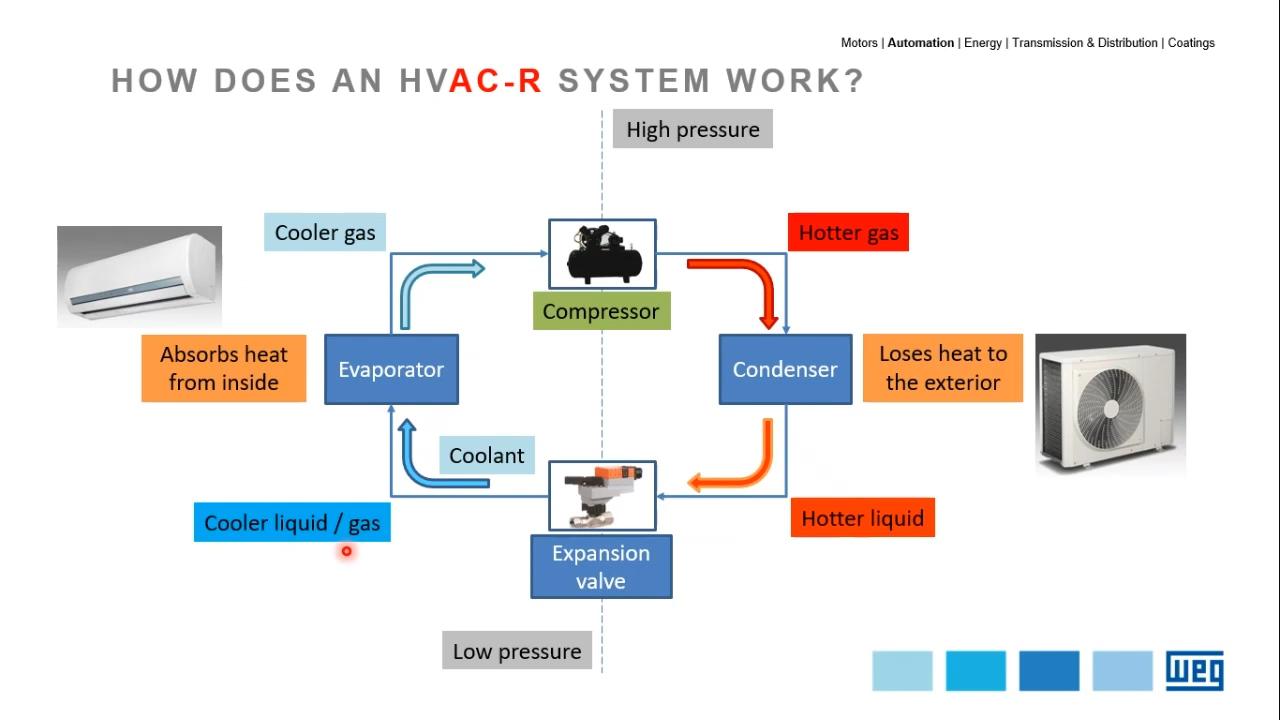 Motors | Automation | Energy | Transmission & Distribution | Coatings
HOW DOES AN HVAC-R SYSTEM WORK?
High pressure
Cooler gas
Hotter gas
Compressor
Absorbs heat
from inside
Evaporator
Condenser
Loses heat to
the exterior
Coolant
Cooler liquid / gas
Hotter liquid
Expansion
valve
Low pressure
weg